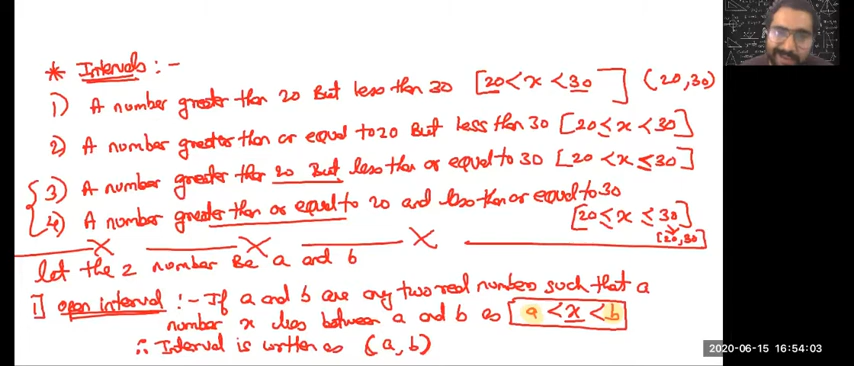 * Intervals :-
1) A number greater than 20 But less than 30 [20 < x < 30 ] (20,30)
2) A number greater than or equal to 20 But less than 30 [20 ≤ x < 30]
3) A number greater the 20 But less then or equal to 30 [20 < x ≤ 30]
4) A number greater then or equal to 20 and less then or equal to 30
[20 ≤ x ≤ 30]
[20,30]
let the 2 number Be a and b
1] open interval :- If a and b are any two real numbers such that a
number x lies between a and b as a < x < b
∴ Interval is written as (a,b)
2020-06-15 16:54:03